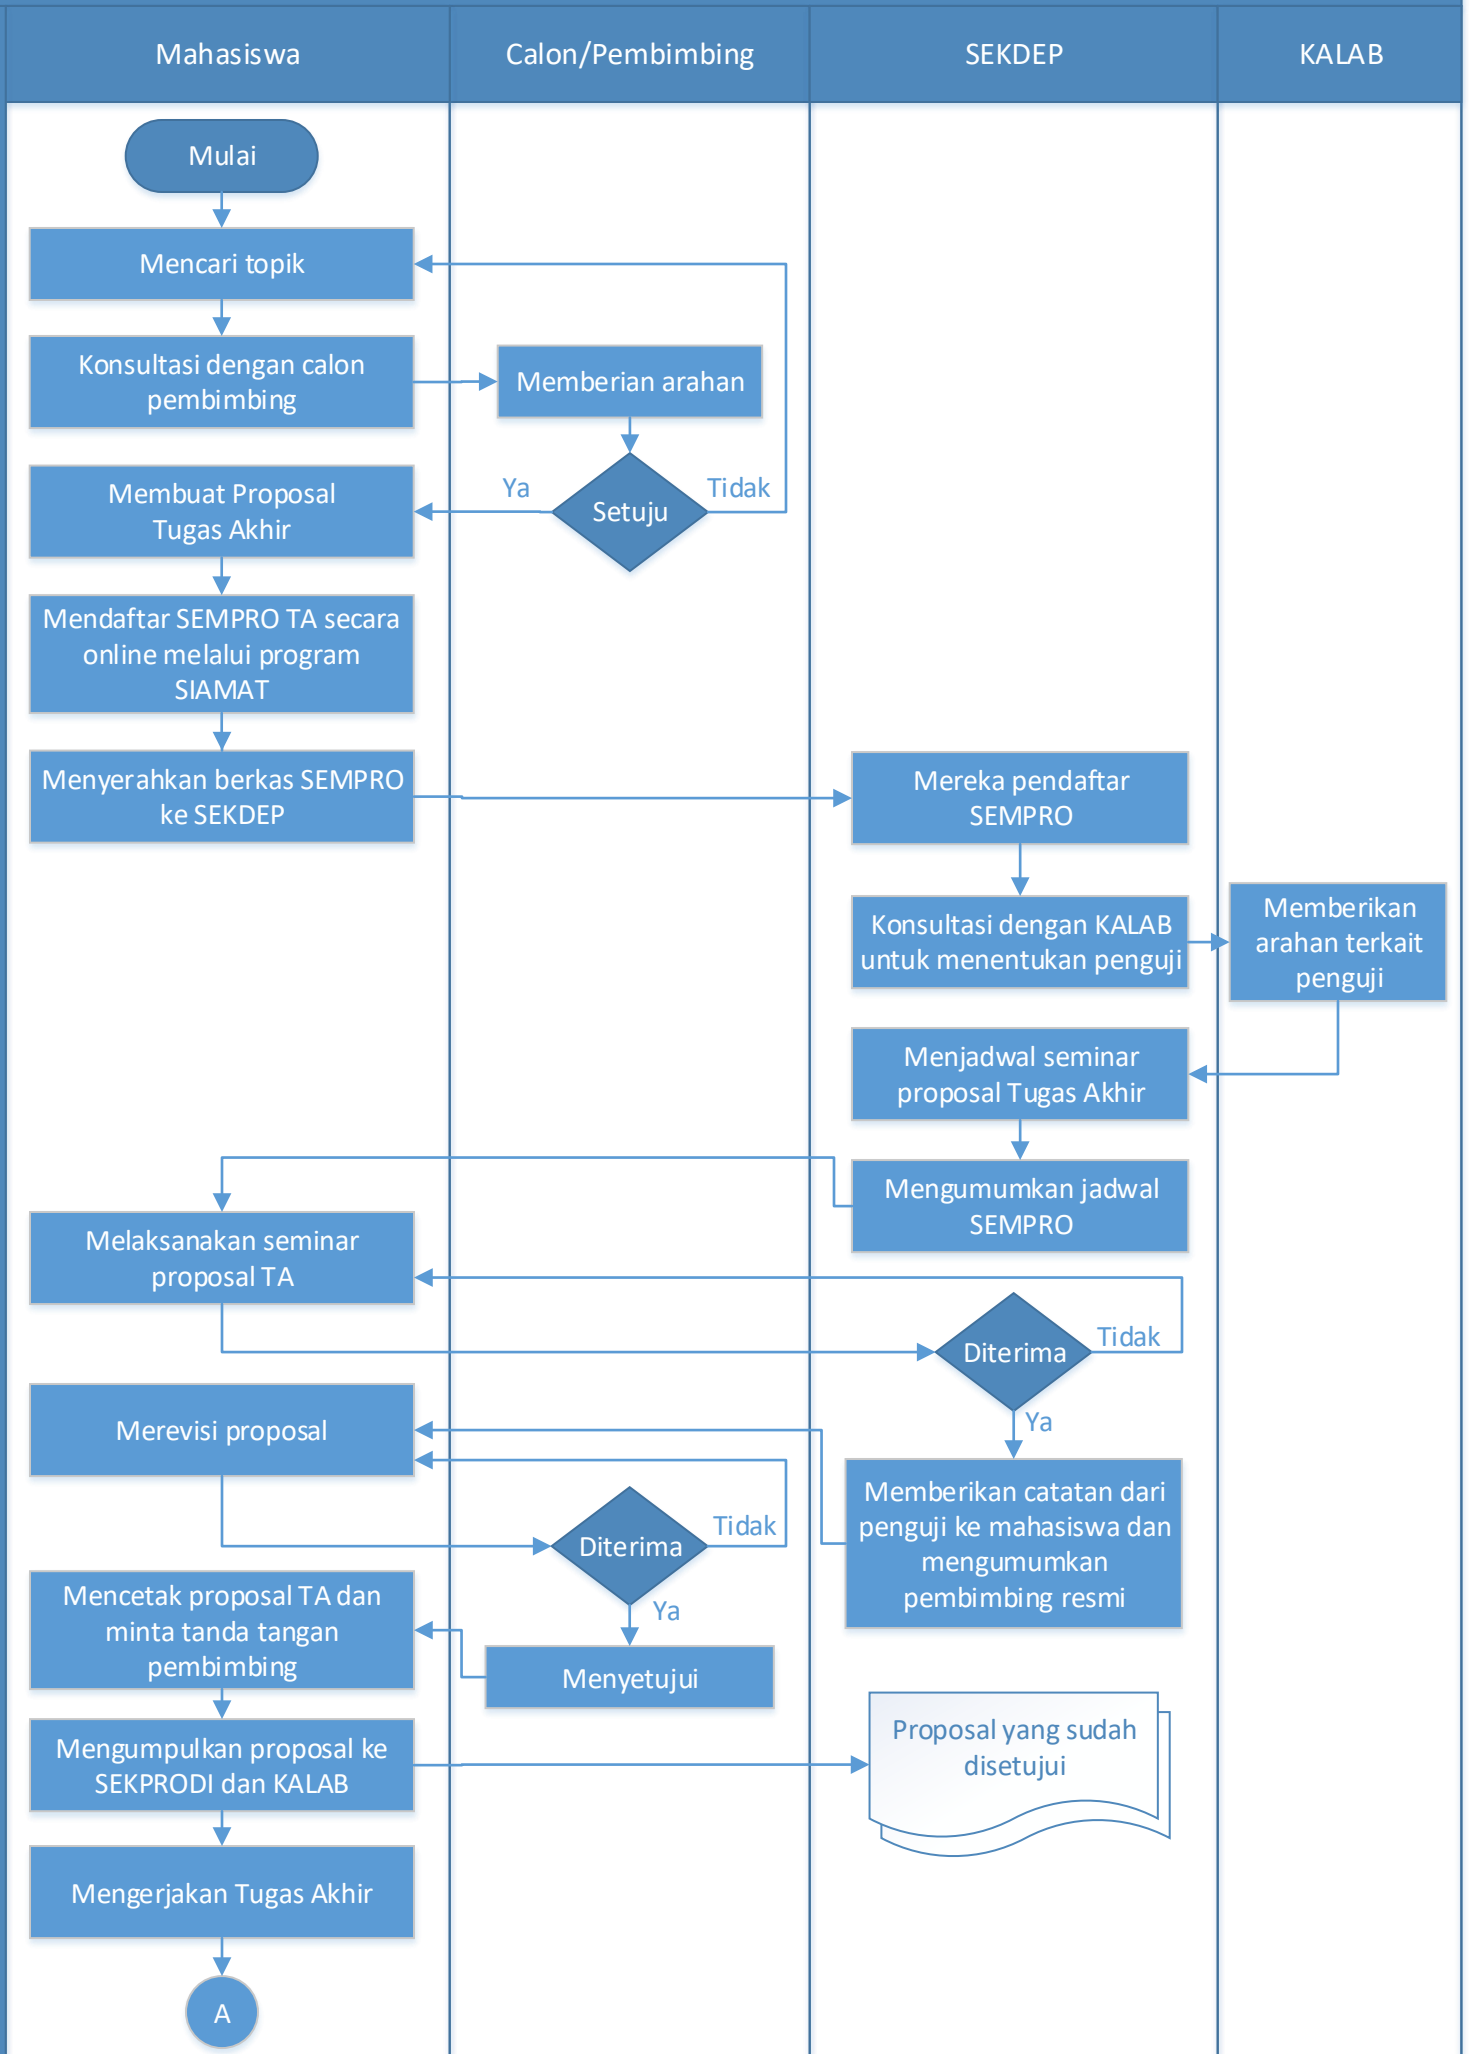 Mahasiswa
Calon/Pembimbing
SEKDEP
KALAB
Mulai
Mencari topik
Konsultasi dengan calon
pembimbing
Memberian arahan
Setuju
Ya
Tidak
Membuat Proposal
Tugas Akhir
Mendaftar SEMPRO TA secara
online melalui program
SIAMAT
Menyerahkan berkas SEMPRO
ke SEKDEP
Mereka pendaftar
SEMPRO
Konsultasi dengan KALAB
untuk menentukan penguji
Memberikan
arahan terkait
penguji
Menjadwal seminar
proposal Tugas Akhir
Mengumumkan jadwal
SEMPRO
Melaksanakan seminar
proposal TA
Diterima
Tidak
Ya
Memberikan catatan dari
penguji ke mahasiswa dan
mengumumkan
pembimbing resmi
Merevisi proposal
Diterima
Tidak
Ya
Menyetujui
Mencetak proposal TA dan
minta tanda tangan
pembimbing
Mengumpulkan proposal ke
SEKPRODI dan KALAB
Proposal yang sudah
disetujui
Mengerjakan Tugas Akhir
A